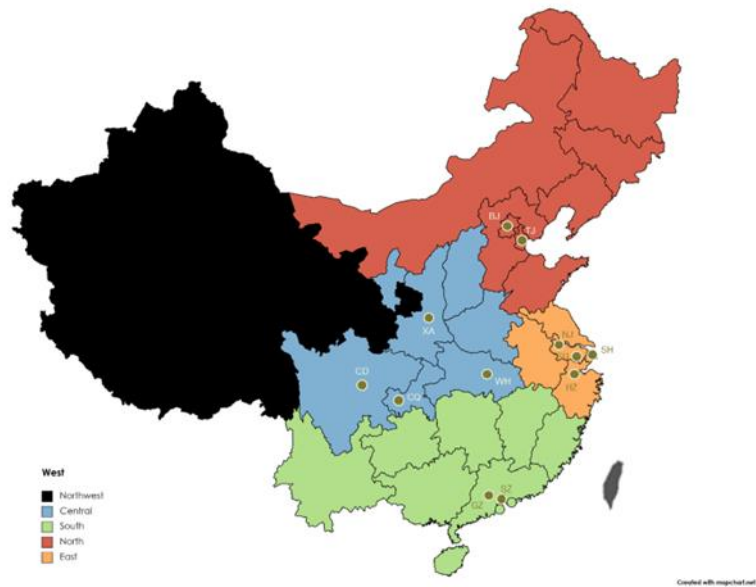 BJ
TJ
XA
NJ
SH
CD
WH
HZ
CQ
SZ
GZ
West
Northwest
Central
South
North
East
Created with mapchart.net